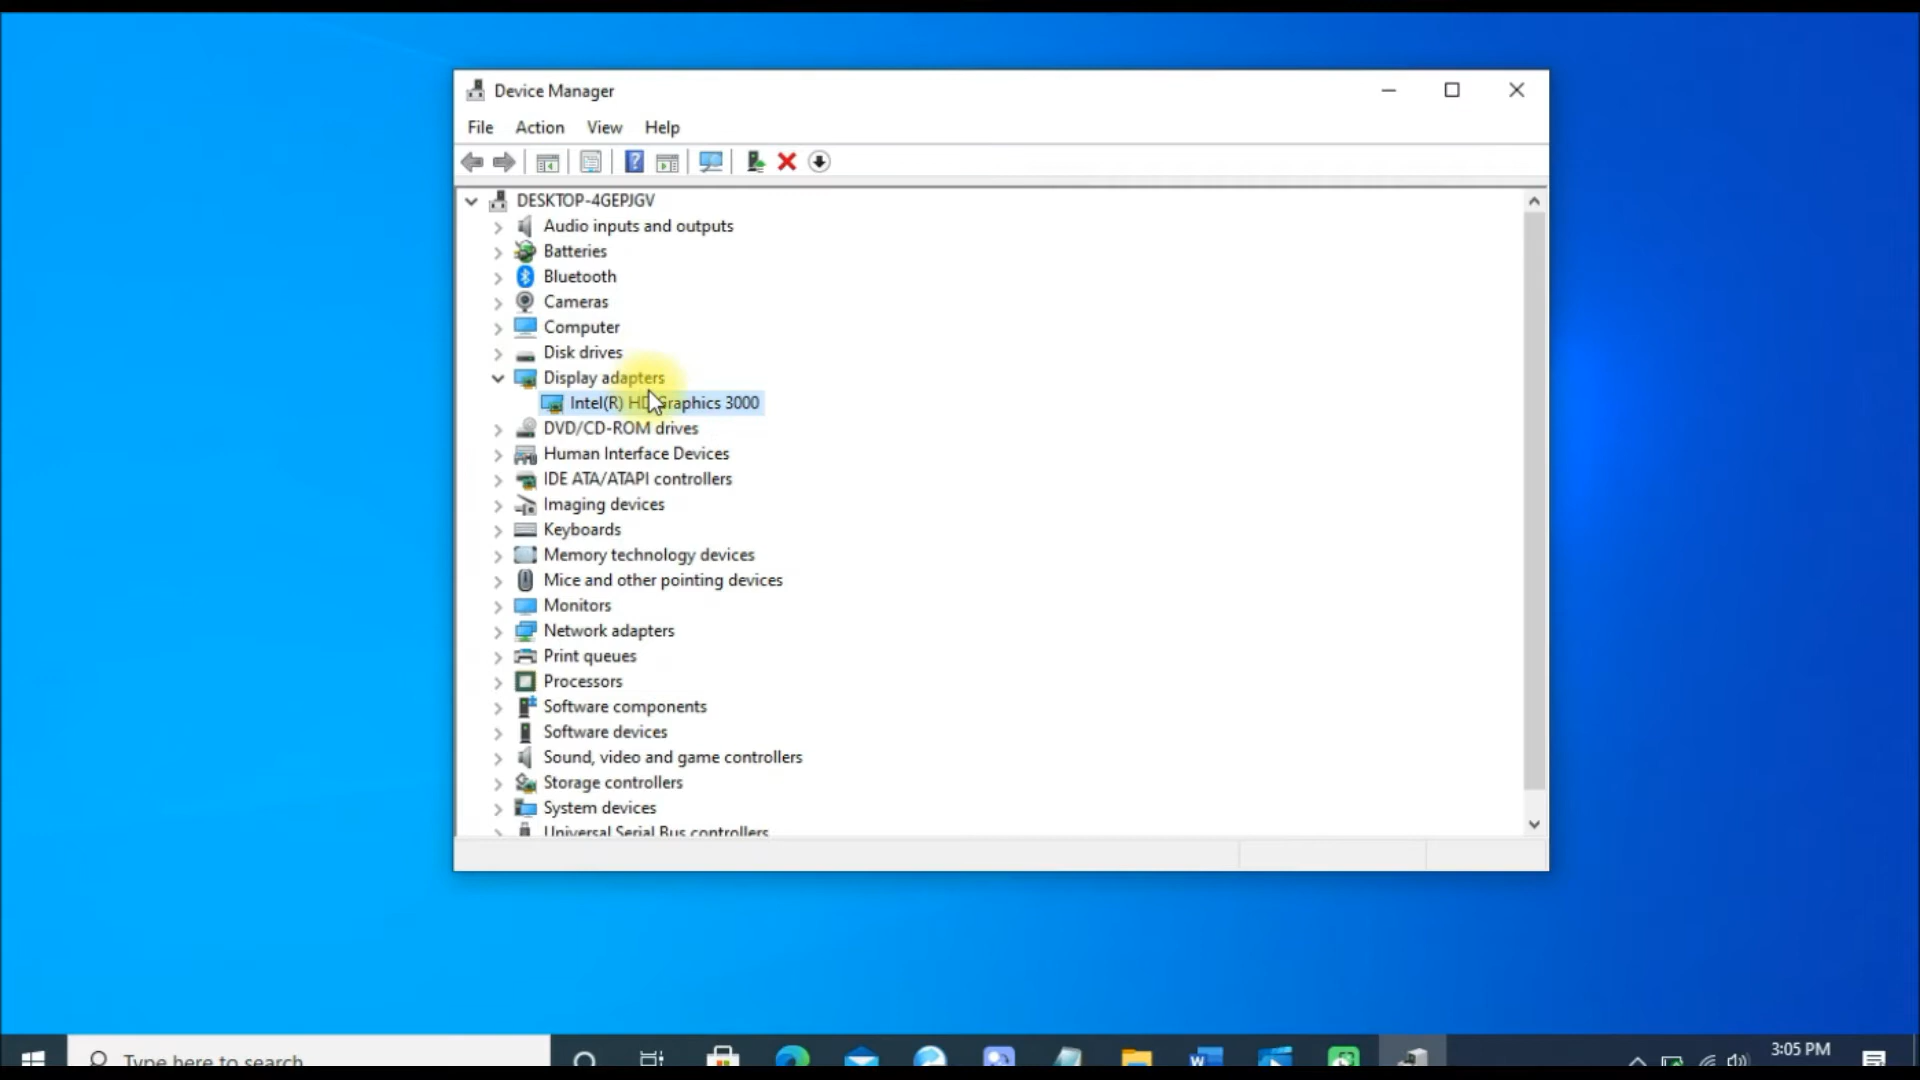 Device Manager
File Action View Help
DESKTOP-4GEPJGV
Audio inputs and outputs
Batteries
Bluetooth
Cameras
Computer
Disk drives
Display adapters
Intel(R) HD Graphics 3000
DVD/CD-ROM drives
Human Interface Devices
IDE ATA/ATAPI controllers
Imaging devices
Keyboards
Memory technology devices
Mice and other pointing devices
Monitors
Network adapters
Print queues
Processors
Software components
Software devices
Sound, video and game controllers
Storage controllers
System devices
Universal Serial Bus controllers
Type here to search
3:05 PM